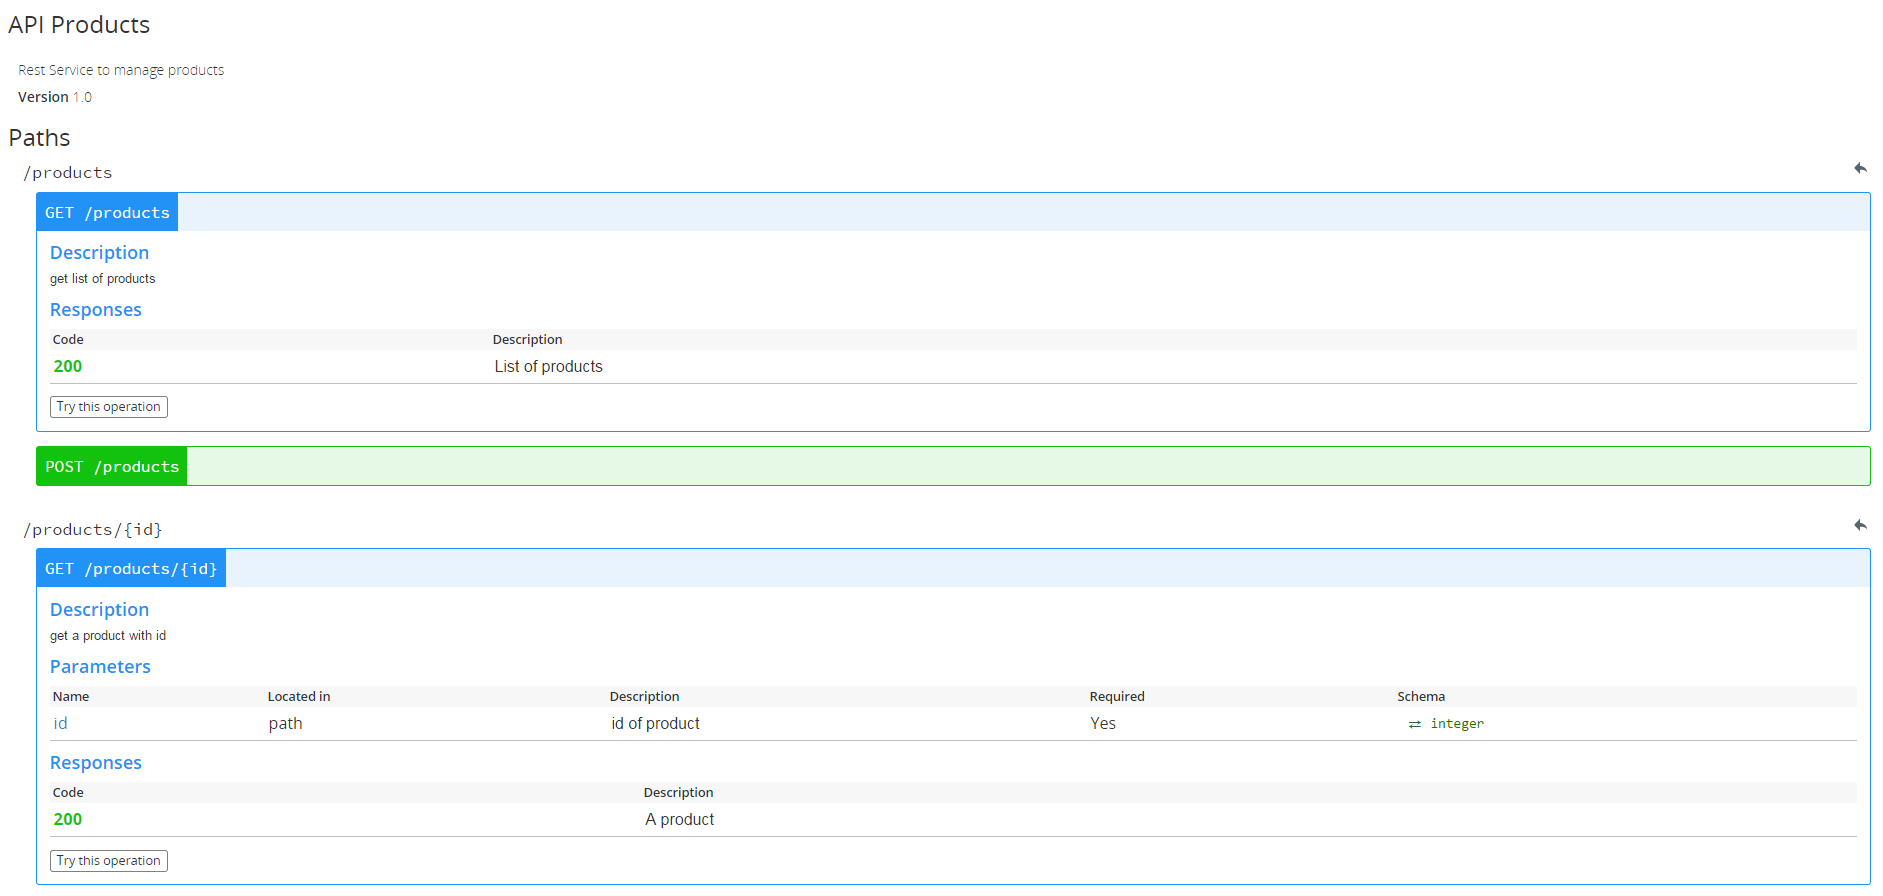 API Products
Rest Service to manage products
Version 1.0
Paths
/products
GET /products
Description
get list of products
Responses
Code Description
200 List of products
Try this operation
POST /products
/products/{id}
GET /products/{id}
Description
get a product with id
Parameters
Name Located in Description Required Schema
id path id of product Yes ⇄ integer
Responses
Code Description
200 A product
Try this operation